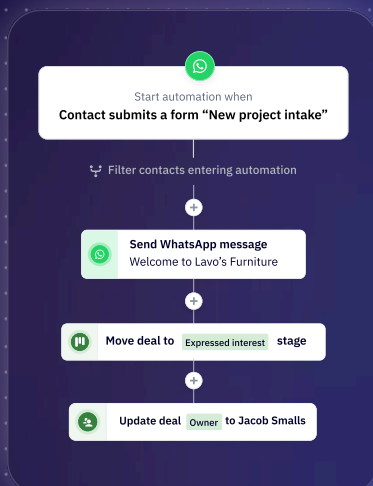 Start automation when
Contact submits a form “New project intake”
Filter contacts entering automation
Send WhatsApp message
Welcome to Lavo’s Furniture
Move deal to Expressed interest stage
Update deal Owner to Jacob Smalls